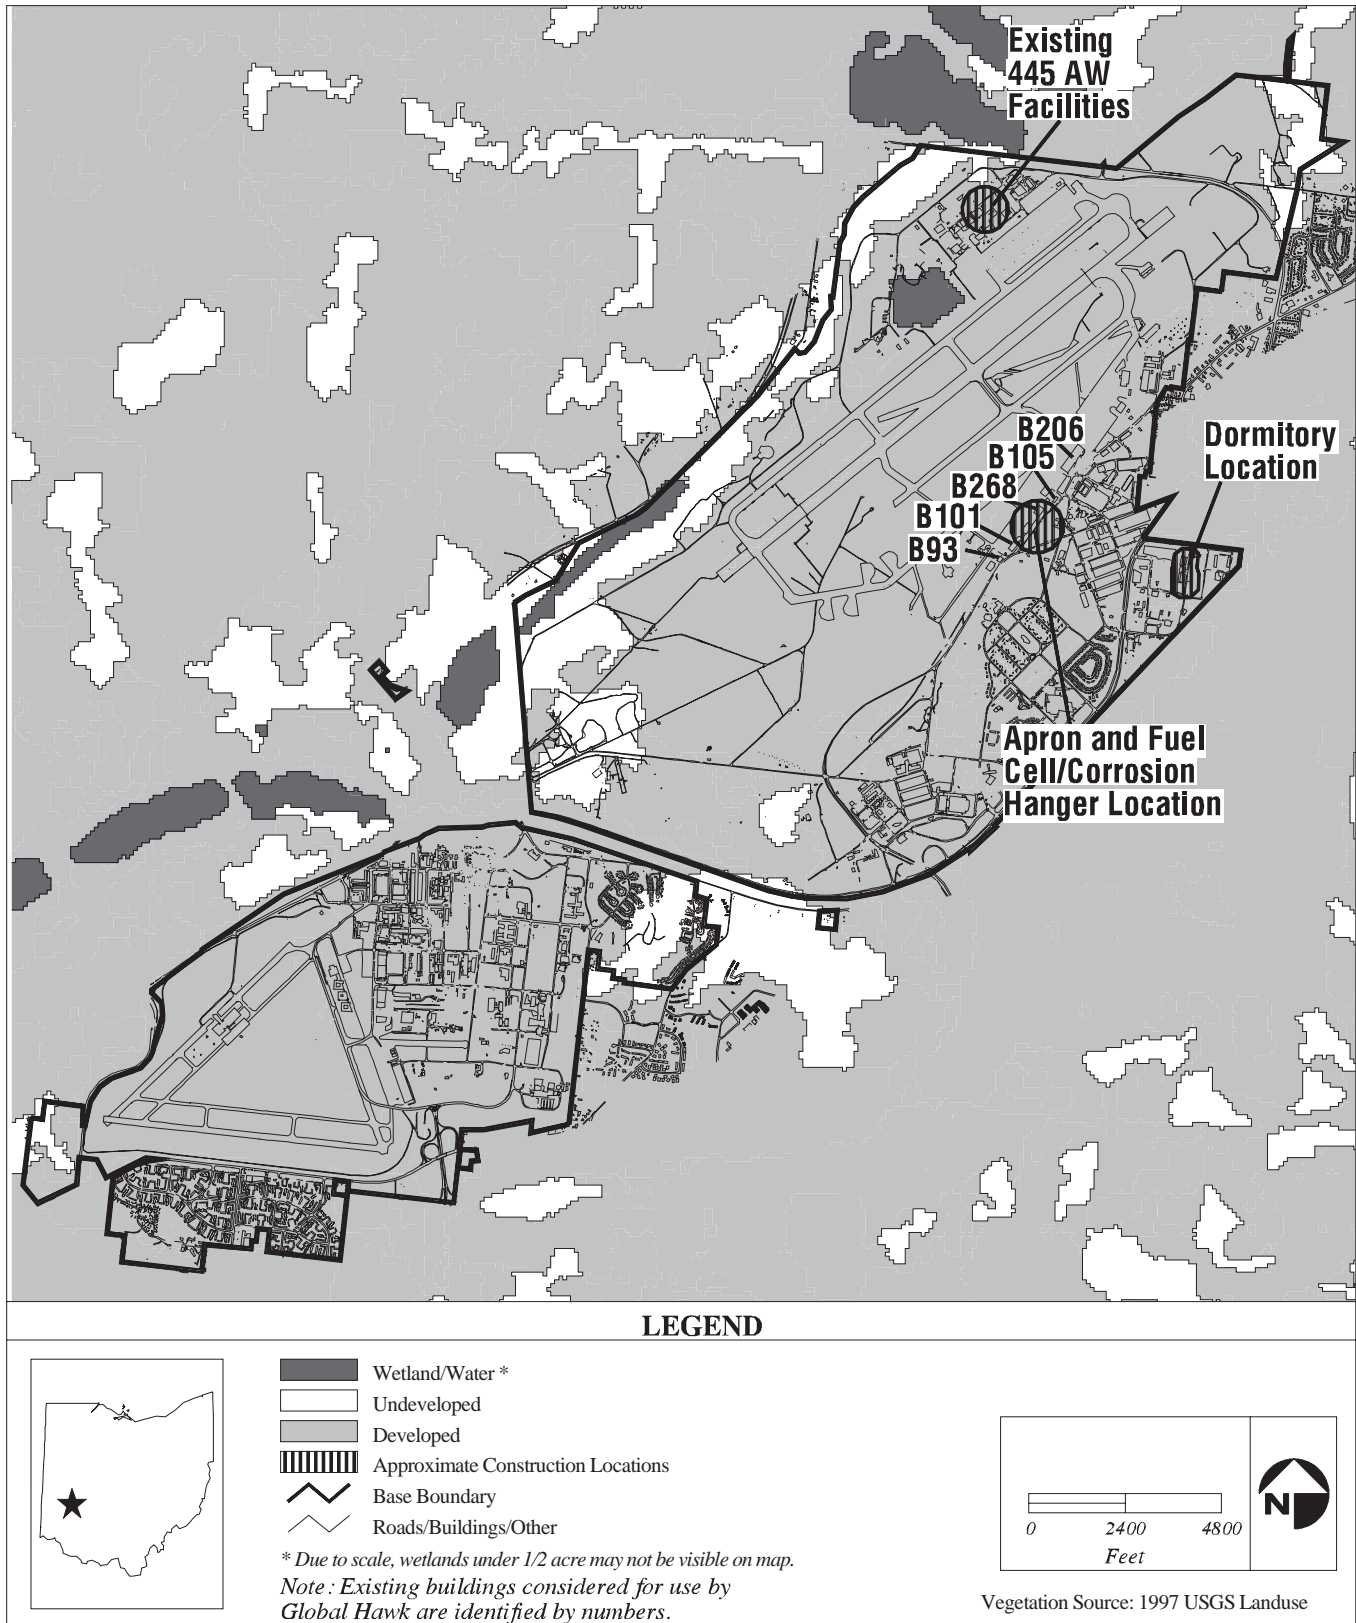 Existing
445 AW
Facilities
B206
B105
B268
B101
B93
Dormitory
Location
Apron and Fuel
Cell/Corrosion
Hanger Location
LEGEND
Wetland/Water *
Undeveloped
Developed
Approximate Construction Locations
Base Boundary
Roads/Buildings/Other
* Due to scale, wetlands under 1/2 acre may not be visible on map.
Note: Existing buildings considered for use by
Global Hawk are identified by numbers.
0 2400 4800
Feet
N
Vegetation Source: 1997 USGS Landuse